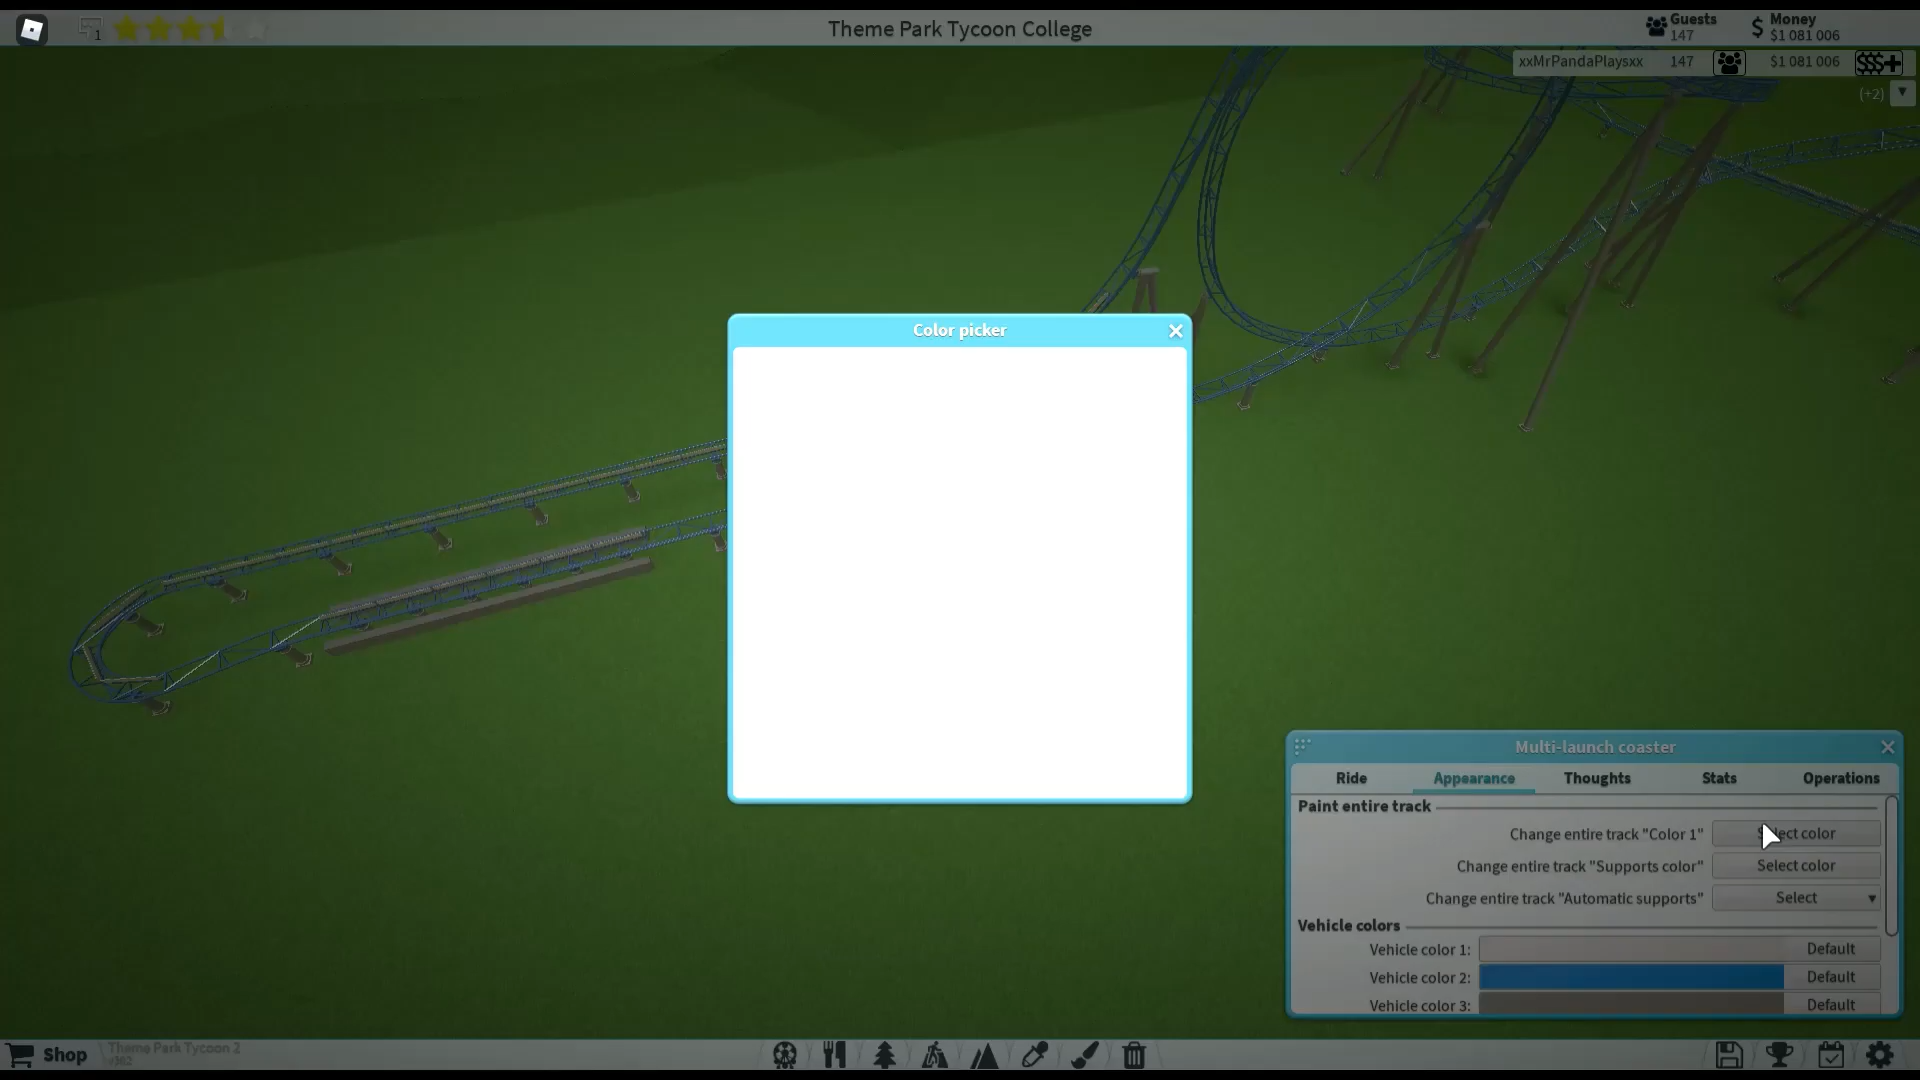 1
Theme Park Tycoon College
Guests
147
Money
$1 081 006
xxMrPandaPlaysxx 147 $1 081 006
(+2)
Color picker
Multi-launch coaster
Ride Appearance Thoughts Stats Operations
Paint entire track
Change entire track "Color 1" Select color
Change entire track "Supports color" Select color
Change entire track "Automatic supports" Select
Vehicle colors
Vehicle color 1: Default
Vehicle color 2: Default
Vehicle color 3: Default
Shop
Theme Park Tycoon 2